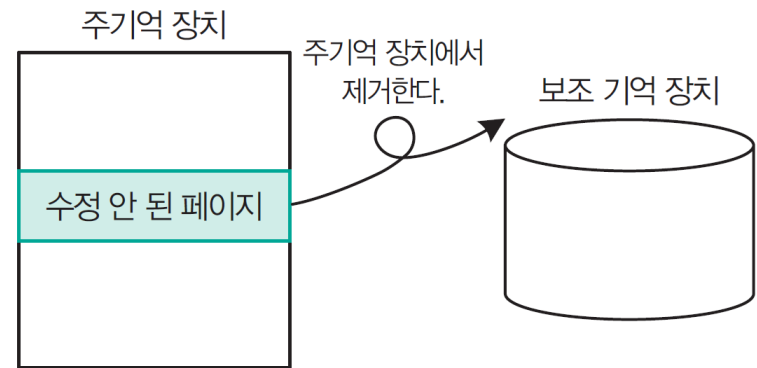 주기억 장치
주기억 장치에서
제거한다.
보조 기억 장치
수정 안 된 페이지